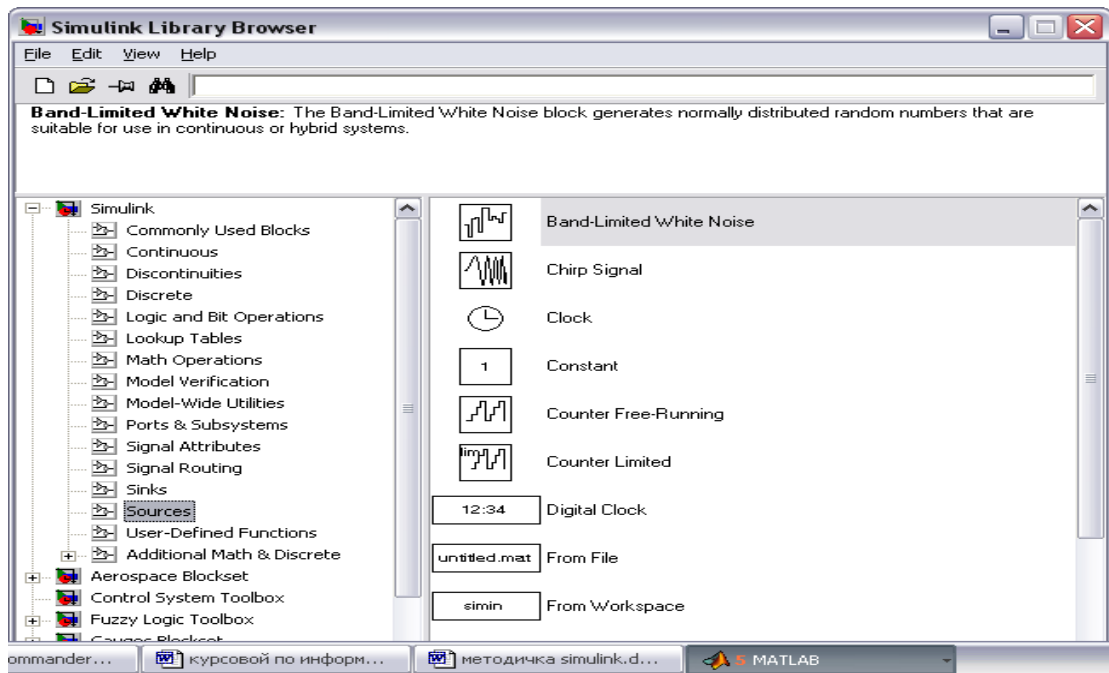 Simulink Library Browser
File Edit View Help
Band-Limited White Noise: The Band-Limited White Noise block generates normally distributed random numbers that are
suitable for use in continuous or hybrid systems.
Simulink
Commonly Used Blocks
Continuous
Discontinuities
Discrete
Logic and Bit Operations
Lookup Tables
Math Operations
Model Verification
Model-Wide Utilities
Ports & Subsystems
Signal Attributes
Signal Routing
Sinks
Sources
User-Defined Functions
Additional Math & Discrete
Aerospace Blockset
Control System Toolbox
Fuzzy Logic Toolbox
Gauges Blockset
Band-Limited White Noise
Chirp Signal
Clock
1 Constant
Counter Free-Running
lim Counter Limited
12:34 Digital Clock
untitled.mat From File
simin From Workspace
ommander... курсовой по информ... методичка simulink.d... 5 MATLAB